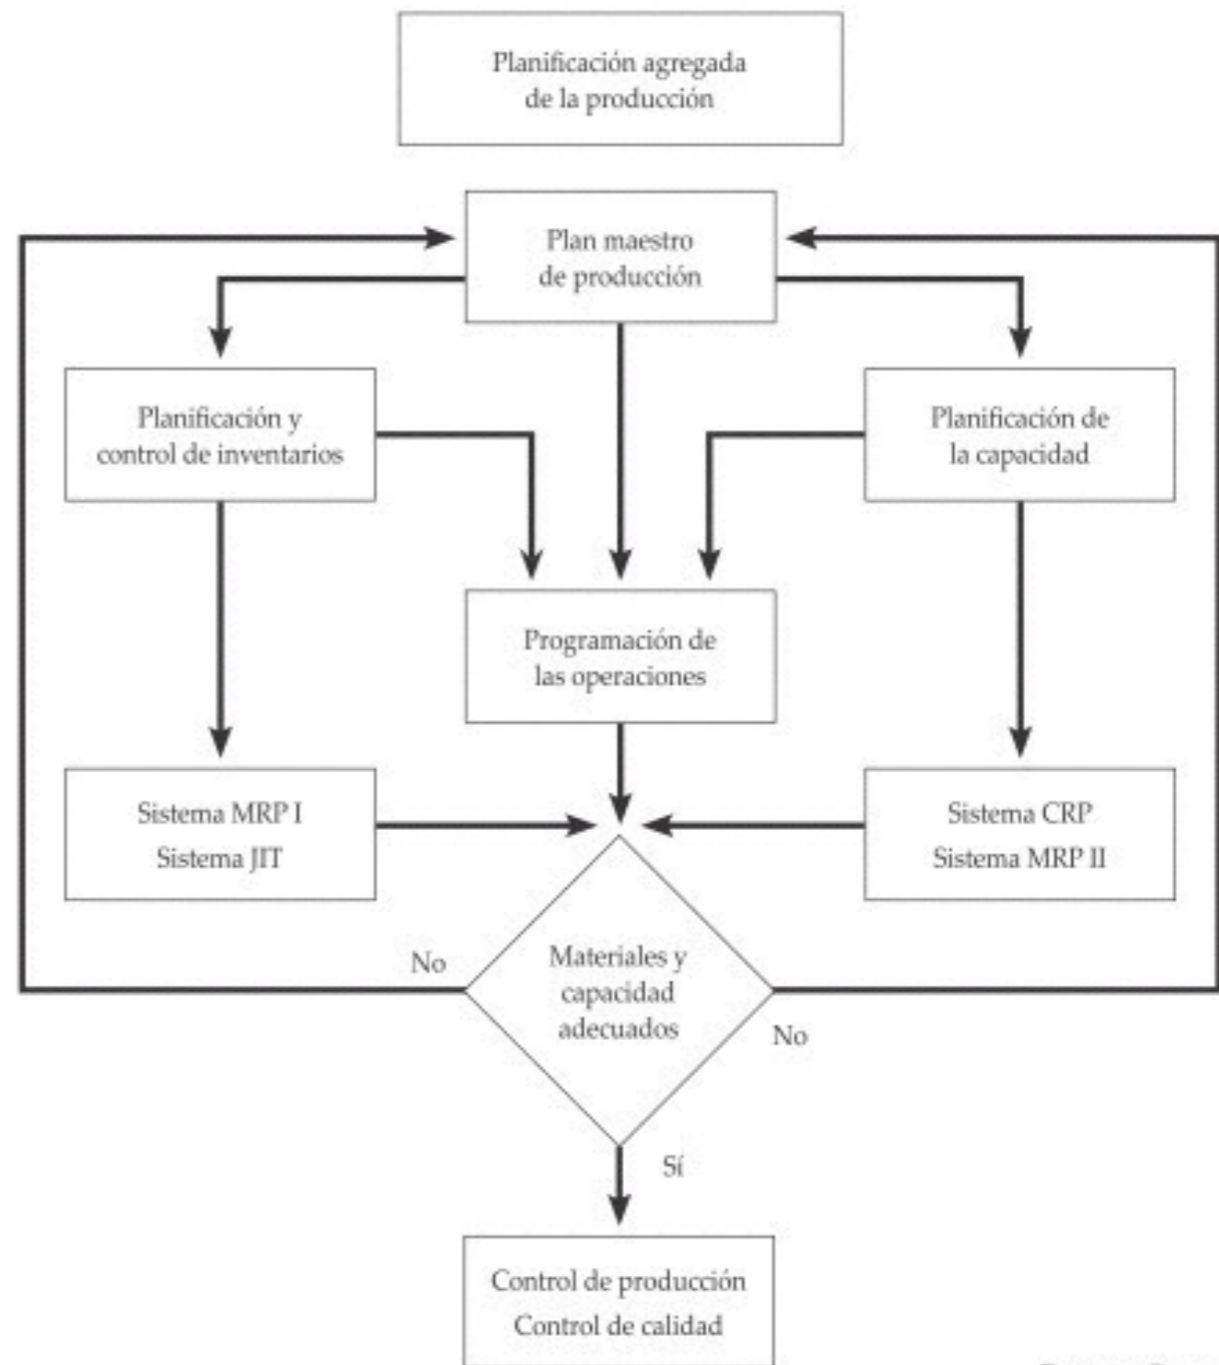 Planificación agregada
de la producción
Plan maestro
de producción
Planificación y
control de inventarios
Planificación de
la capacidad
Programación de
las operaciones
Sistema MRP I
Sistema JIT
Sistema CRP
Sistema MRP II
No
Materiales y
capacidad
adecuados
No
Sí
Control de producción
Control de calidad